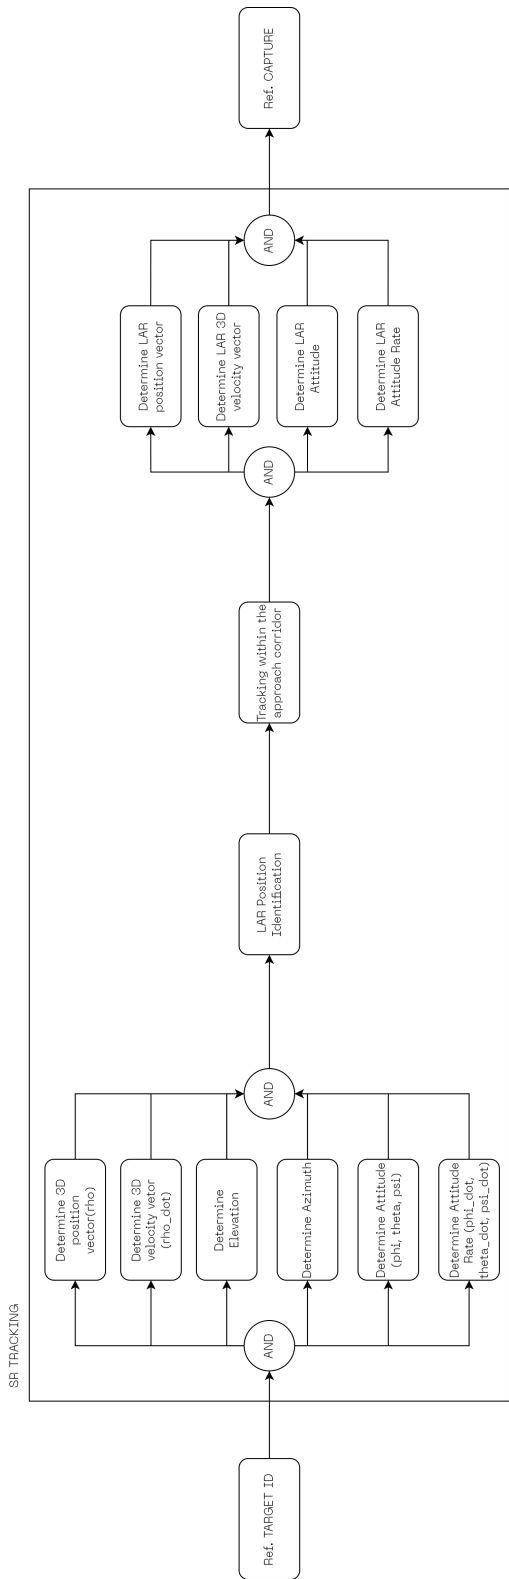 SR TRACKING
Ref. TARGET ID
AND
Determine 3D
position
vector(rho)
Determine 3D
velocity vetor
(rho_dot)
Determine
Elevation
Determine Azimuth
Determine Attitude
(phi, theta, psi)
Determine Attitude
Rate (phi_dot,
theta_dot, psi_dot)
AND
LAR Position
Identification
Tracking within the
approach corridor
AND
Determine LAR
position vector
Determine LAR 3D
velocity vector
Determine LAR
Attitude
Determine LAR
Attitude Rate
AND
Ref. CAPTURE